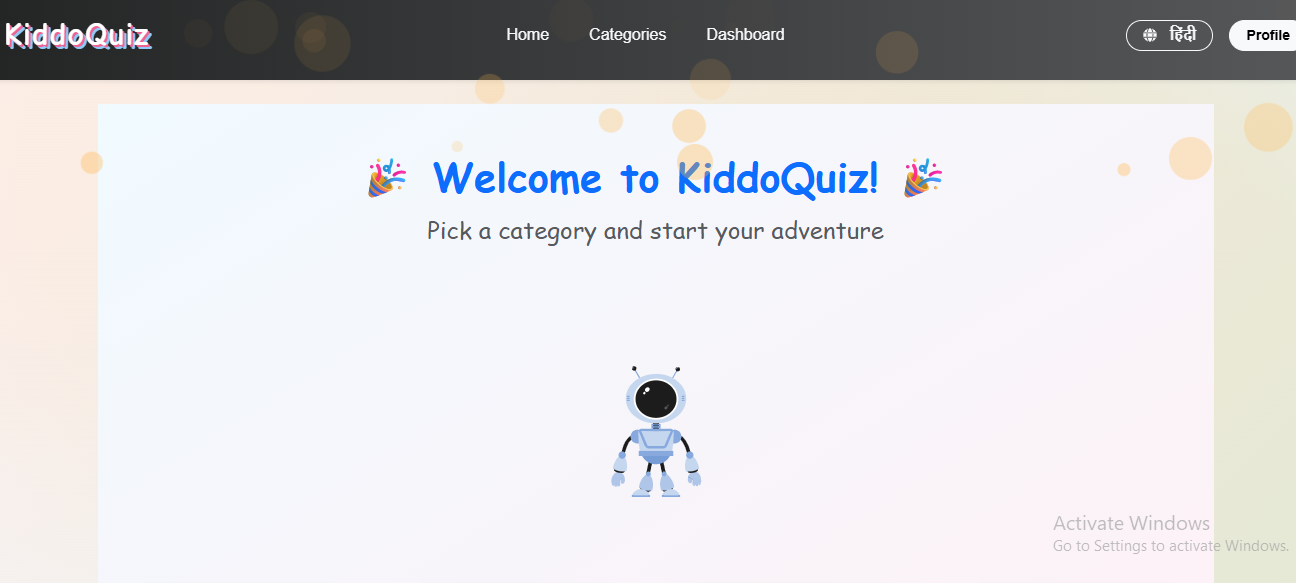 KiddoQuiz
Home
Categories
Dashboard
हिंदी
Profile
🎉 Welcome to KiddoQuiz! 🎉
Pick a category and start your adventure
Activate Windows
Go to Settings to activate Windows.